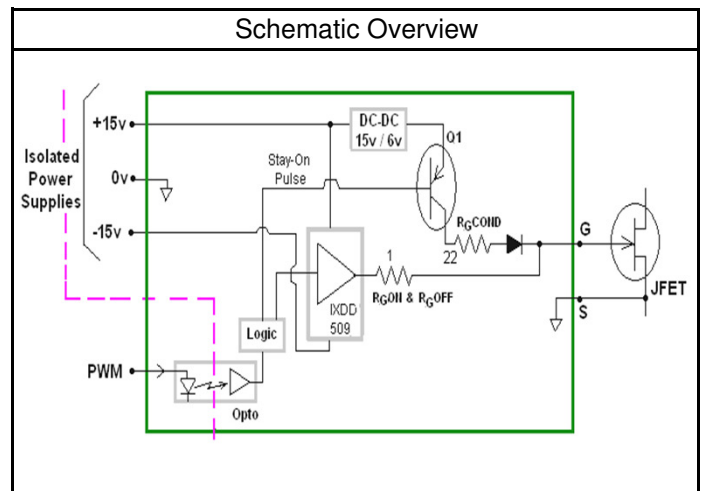 Schematic Overview
+15v
DC-DC
15v / 6v
Q1
Isolated
Power
Supplies
0v
Stay-On
Pulse
-15v
RGCOND
22
G
1
RGON & RGOFF
JFET
S
IXDD
509
Logic
PWM
Opto